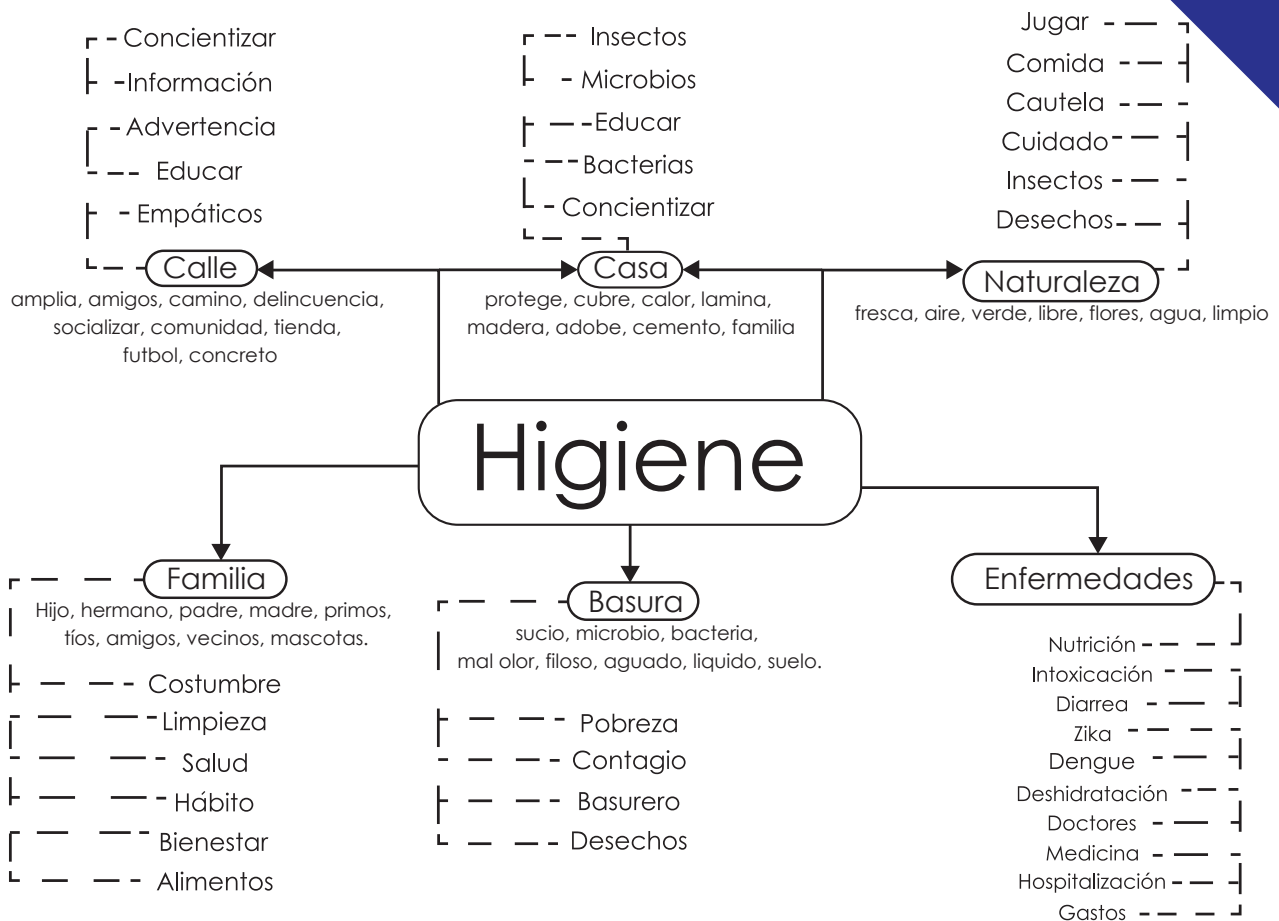 Concientizar
Información
Advertencia
Educar
Empáticos
Calle
amplia, amigos, camino, delincuencia,
socializar, comunidad, tienda,
futbol, concreto
Insectos
Microbios
Educar
Bacterias
Concientizar
Casa
protege, cubre, calor, lamina,
madera, adobe, cemento, familia
Jugar
Comida
Cautela
Cuidado
Insectos
Desechos
Naturaleza
fresca, aire, verde, libre, flores, agua, limpio
Higiene
Familia
Hijo, hermano, padre, madre, primos,
tíos, amigos, vecinos, mascotas.
Costumbre
Limpieza
Salud
Hábito
Bienestar
Alimentos
Basura
sucio, microbio, bacteria,
mal olor, filoso, aguado, liquido, suelo.
Pobreza
Contagio
Basurero
Desechos
Enfermedades
Nutrición
Intoxicación
Diarrea
Zika
Dengue
Deshidratación
Doctores
Medicina
Hospitalización
Gastos